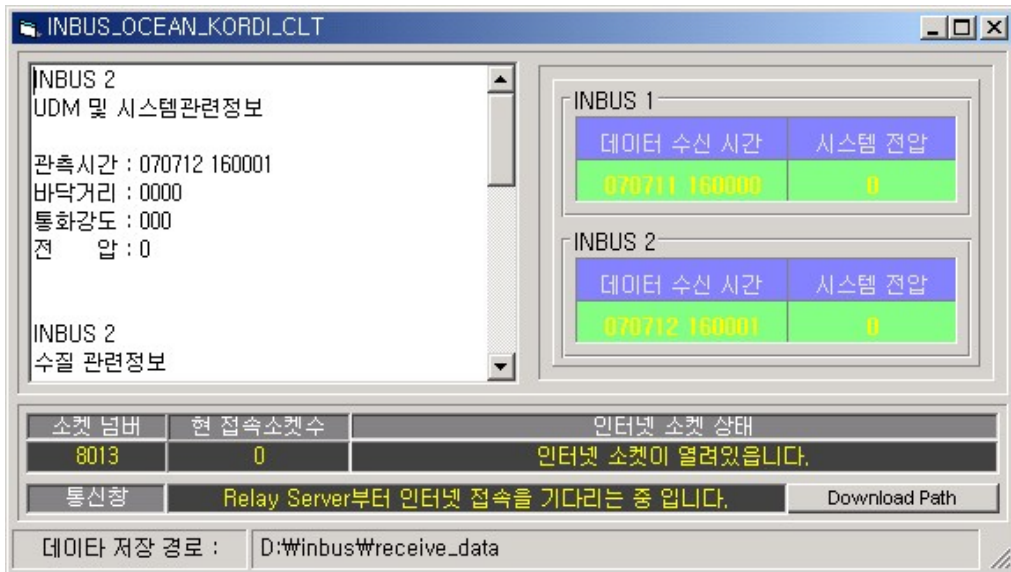 INBUS_OCEAN_KORDI_CLT
INBUS 2
UDM 및 시스템관련정보
관측시간 : 070712 160001
바닥거리 : 0000
통화강도 : 000
전 압 : 0
INBUS 2
수질 관련정보
INBUS 1
데이터 수신 시간 시스템 전압
070711 160000 0
INBUS 2
데이터 수신 시간 시스템 전압
070712 160001 0
소켓 넘버 현 접속소켓수 인터넷 소켓 상태
8013 0 인터넷 소켓이 열려있읍니다.
통신창 Relay Server부터 인터넷 접속을 기다리는 중 입니다. Download Path
데이타 저장 경로 : D:₩inbus₩receive_data